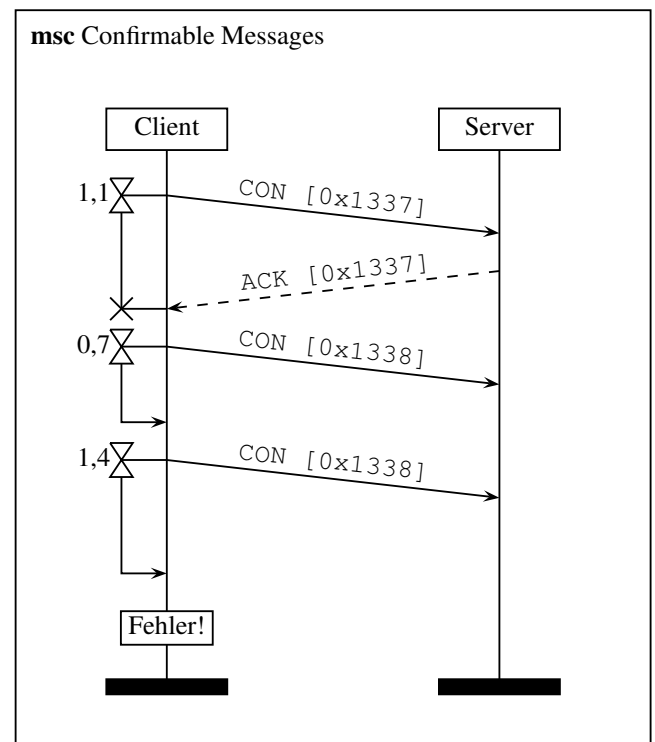 msc Confirmable Messages
Client
Server
1,1
CON [0x1337]
ACK [0x1337]
0,7
CON [0x1338]
1,4
CON [0x1338]
Fehler!